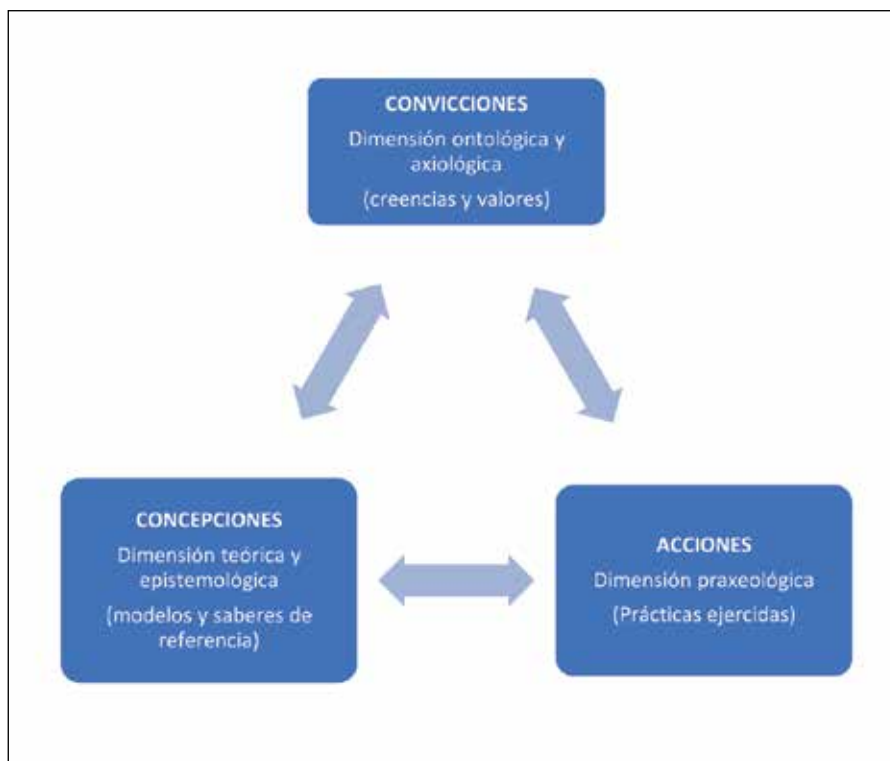 CONVICCIONES
Dimensión ontológica y
axiológica
(creencias y valores)
CONCEPCIONES
Dimensión teórica y
epistemológica
(modelos y saberes de
referencia)
ACCIONES
Dimensión praxeológica
(Prácticas ejercidas)